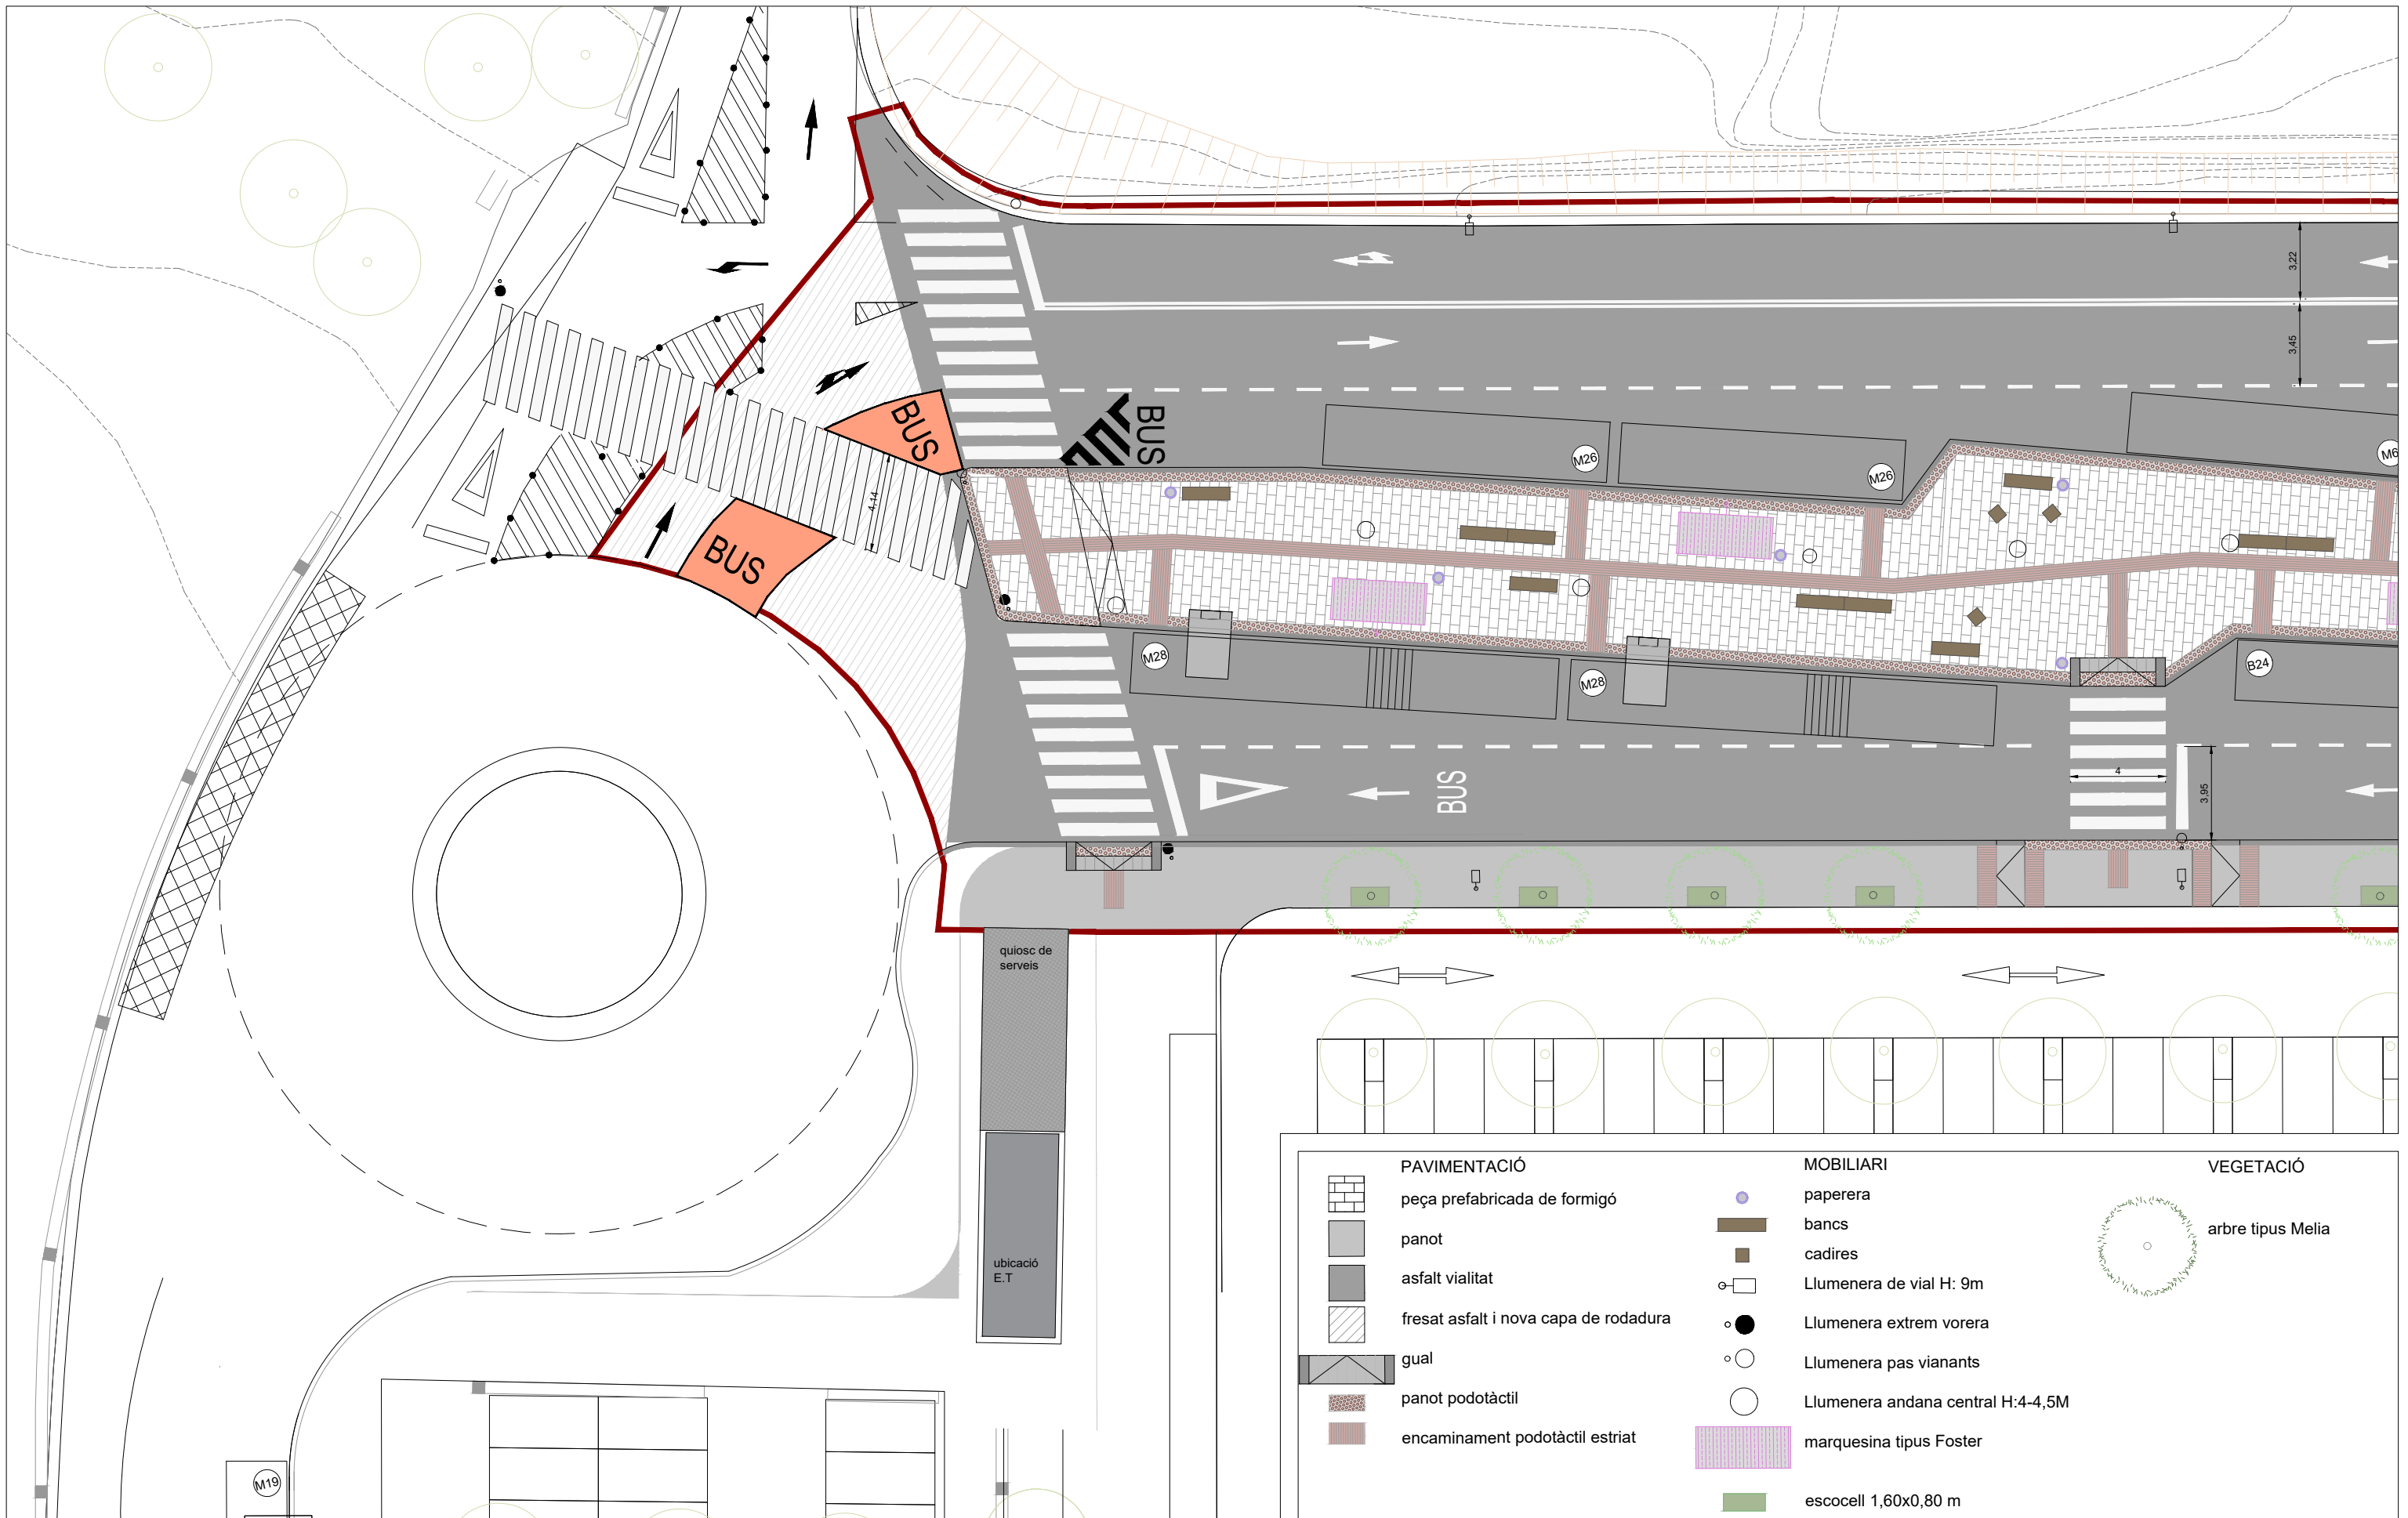 3,22
3,45
BUS
BUS
M26
M26
M6
4,14
BUS
M28
M28
B24
BUS
4
3,95
quiosc de
serveis
ubicació
E.T
M19
PAVIMENTACIÓ
peça prefabricada de formigó
panot
asfalt vialitat
fresat asfalt i nova capa de rodadura
gual
panot podotàctil
encaminament podotàctil estriat
MOBILIARI
paperera
bancs
cadires
Llumenera de vial H: 9m
Llumenera extrem vorera
Llumenera pas vianants
Llumenera andana central H:4-4,5M
marquesina tipus Foster
escocell 1,60x0,80 m
VEGETACIÓ
arbre tipus Melia